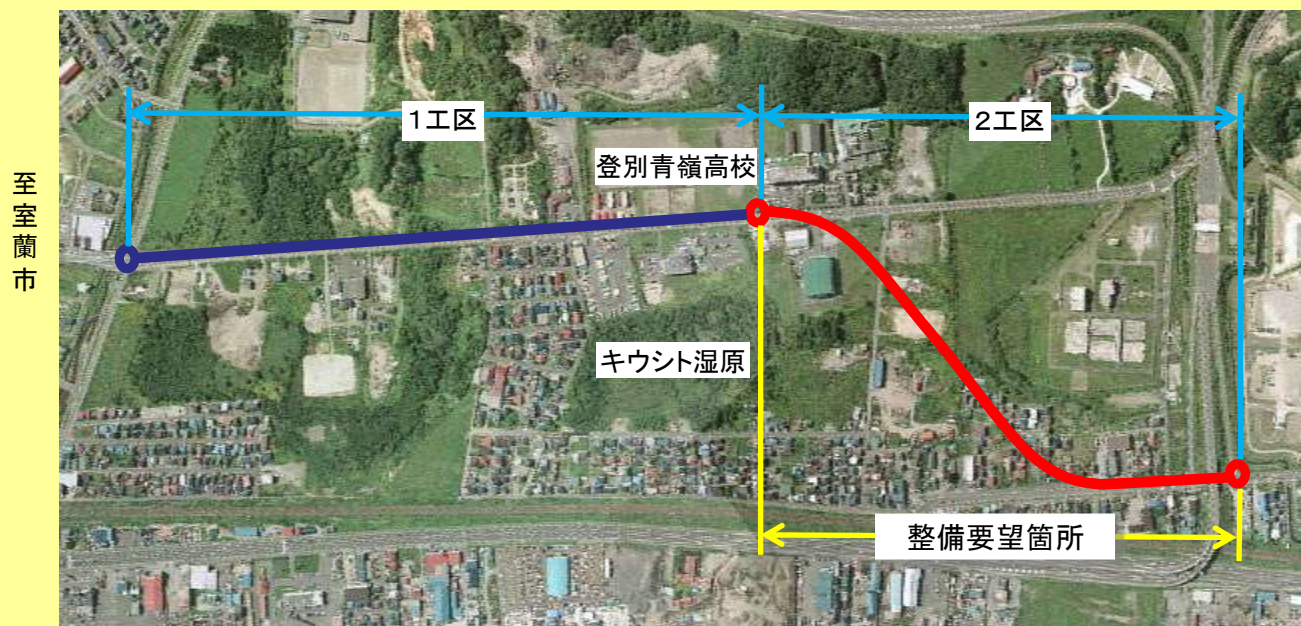 1工区
2工区
登別青嶺高校
至室蘭市
キウシト湿原
整備要望箇所